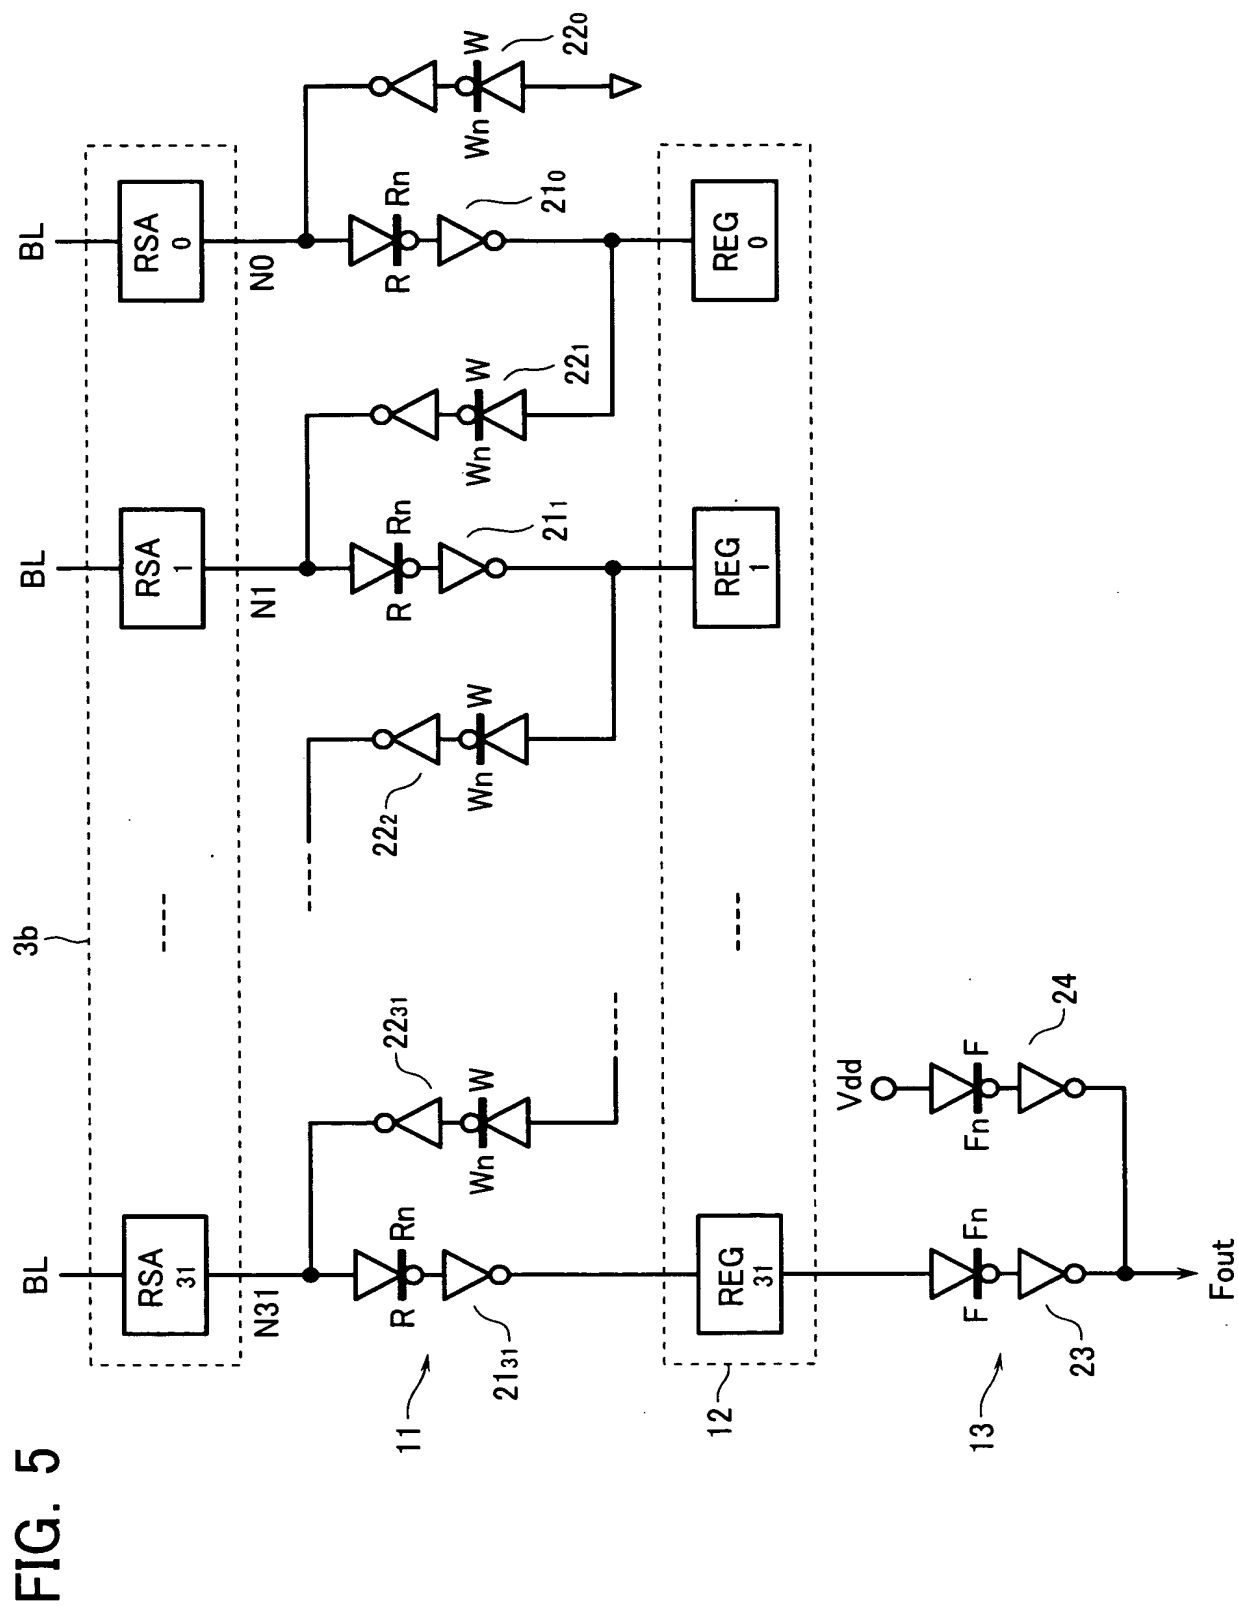 FIG. 5
3b
BL
BL
BL
RSA
31
RSA
1
RSA
0
N31
N1
N0
11
R
Rn
21₃₁
Wn
W
22₃₁
22₂
Wn
W
R
Rn
21₁
Wn
W
22₁
R
Rn
21₀
Wn
W
22₀
12
REG
31
REG
1
REG
0
13
F
Fn
23
Vdd
Fn
F
24
Fout